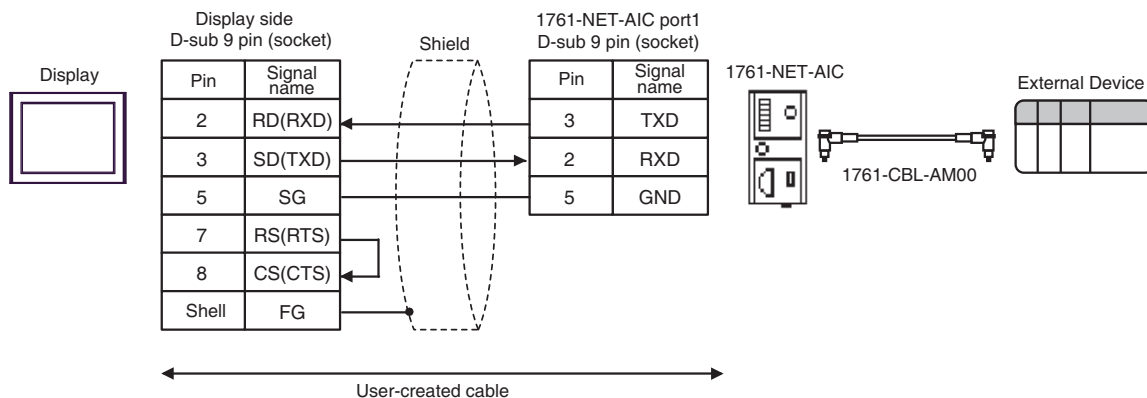 Display side
D-sub 9 pin (socket)
Shield
1761-NET-AIC port1
D-sub 9 pin (socket)
Display
Pin
Signal name
2
RD(RXD)
3
SD(TXD)
5
SG
7
RS(RTS)
8
CS(CTS)
Shell
FG
Pin
Signal name
3
TXD
2
RXD
5
GND
1761-NET-AIC
1761-CBL-AM00
External Device
User-created cable